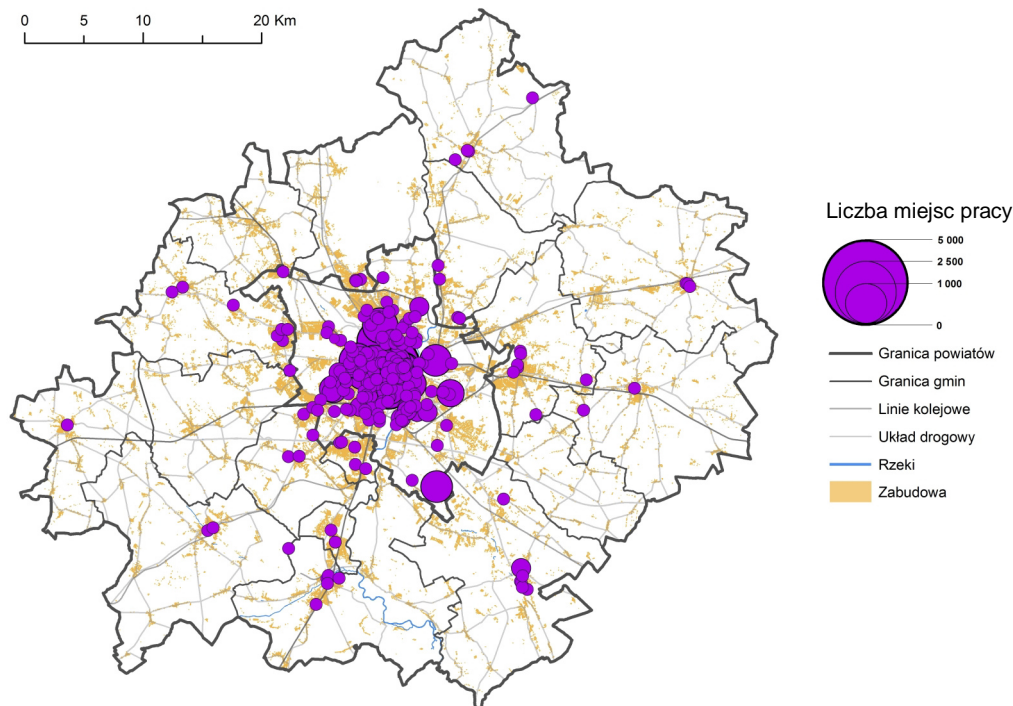 0 5 10 20 Km
Liczba miejsc pracy
5 000
2 500
1 000
0
Granica powiatów
Granica gmin
Linie kolejowe
Układ drogowy
Rzeki
Zabudowa